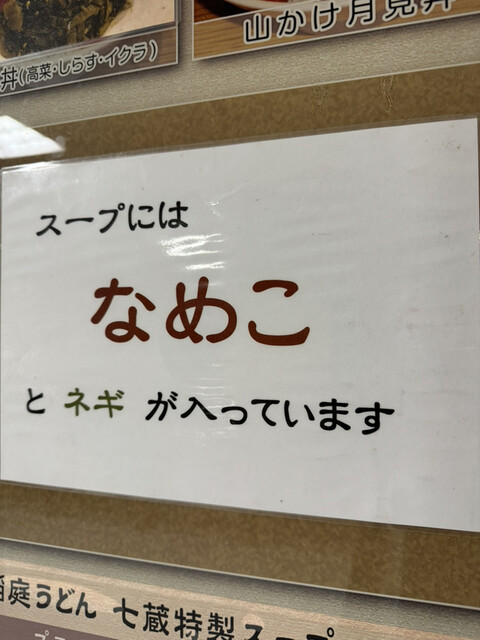 丼(高菜・しらす・イクラ)
山かけ月見丼
スープには
なめこ
と ネギ が入っています
稲庭うどん 七蔵特製スープ